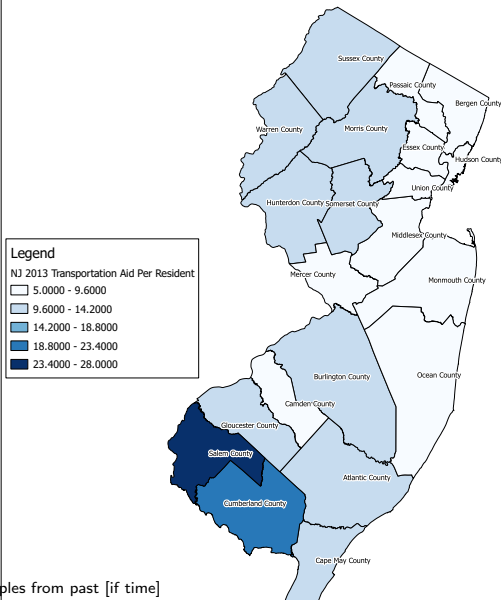 Sussex County
Passaic County
Bergen County
Warren County
Morris County
Essex County
Hudson County
Union County
Hunterdon County
Somerset County
Middlesex County
Mercer County
Monmouth County
Legend
NJ 2013 Transportation Aid Per Resident
5.0000 - 9.6000
9.6000 - 14.2000
14.2000 - 18.8000
18.8000 - 23.4000
23.4000 - 28.0000
Burlington County
Ocean County
Camden County
Gloucester County
Salem County
Atlantic County
Cumberland County
Cape May County
ples from past [if time]